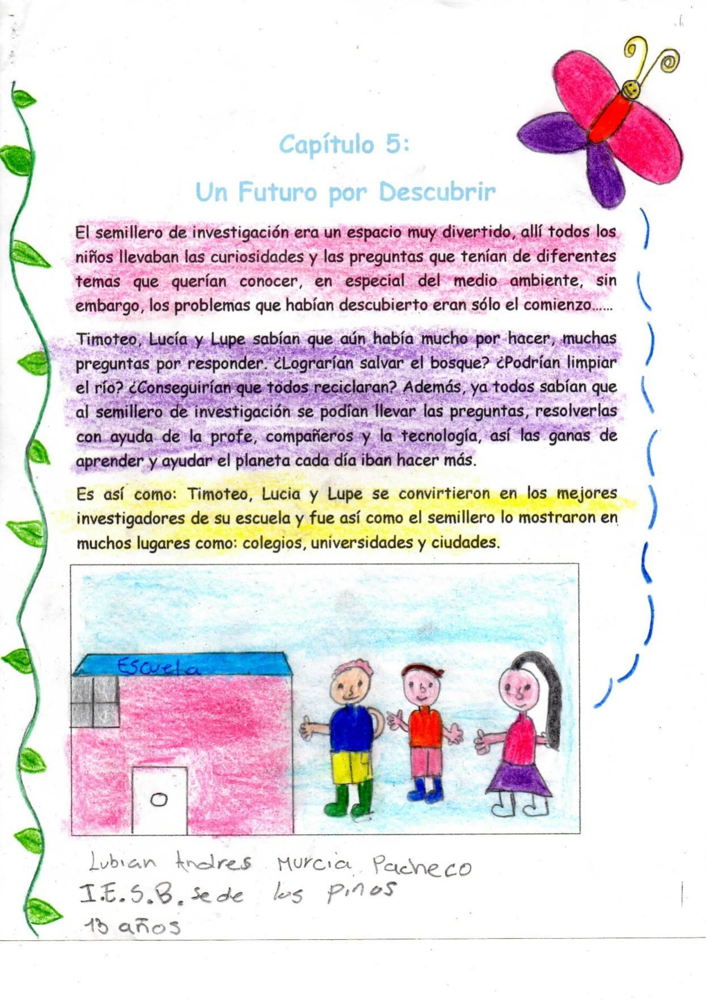 Capítulo 5:
Un Futuro por Descubrir
El semillero de investigación era un espacio muy divertido, allí todos los
niños llevaban las curiosidades y las preguntas que tenían de diferentes
temas que querían conocer, en especial del medio ambiente, sin
embargo, los problemas que habían descubierto eran sólo el comienzo……
Timoteo, Lucía y Lupe sabían que aún había mucho por hacer, muchas
preguntas por responder. ¿Lograrían salvar el bosque? ¿Podrían limpiar
el río? ¿Conseguirían que todos reciclaran? Además, ya todos sabían que
al semillero de investigación se podían llevar las preguntas, resolverlas
con ayuda de la profe, compañeros y la tecnología, así las ganas de
aprender y ayudar el planeta cada día iban hacer más.
Es así como: Timoteo, Lucia y Lupe se convirtieron en los mejores
investigadores de su escuela y fue así como el semillero lo mostraron en
muchos lugares como: colegios, universidades y ciudades.
Escuela
Lubian Andres Murcia Pacheco
I.E.S.B. sede los pinos
13 años